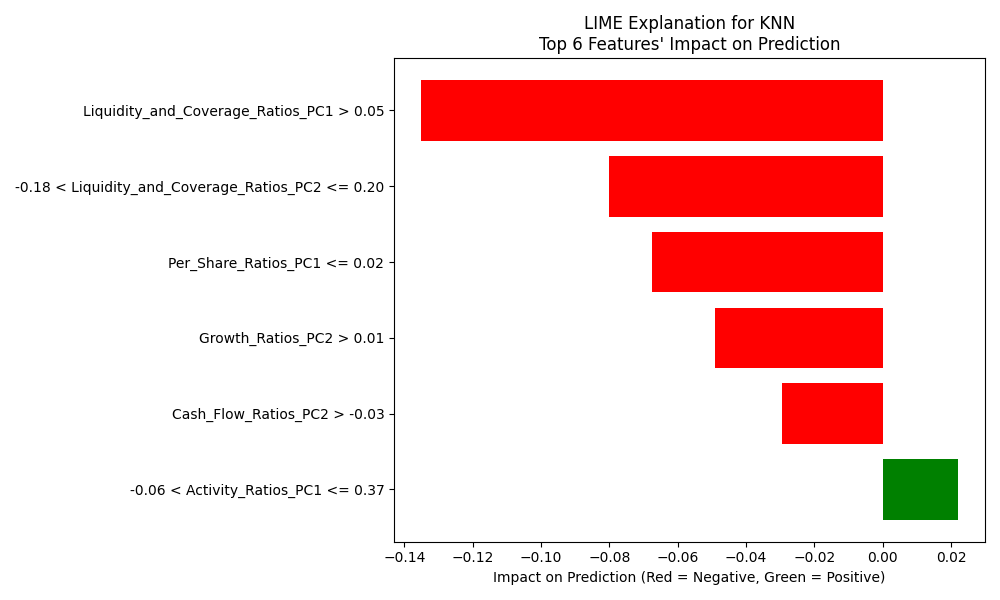 LIME Explanation for KNN
Top 6 Features' Impact on Prediction
Liquidity_and_Coverage_Ratios_PC1 > 0.05
-0.18 < Liquidity_and_Coverage_Ratios_PC2 <= 0.20
Per_Share_Ratios_PC1 <= 0.02
Growth_Ratios_PC2 > 0.01
Cash_Flow_Ratios_PC2 > -0.03
-0.06 < Activity_Ratios_PC1 <= 0.37
−0.14 −0.12 −0.10 −0.08 −0.06 −0.04 −0.02 0.00 0.02
Impact on Prediction (Red = Negative, Green = Positive)